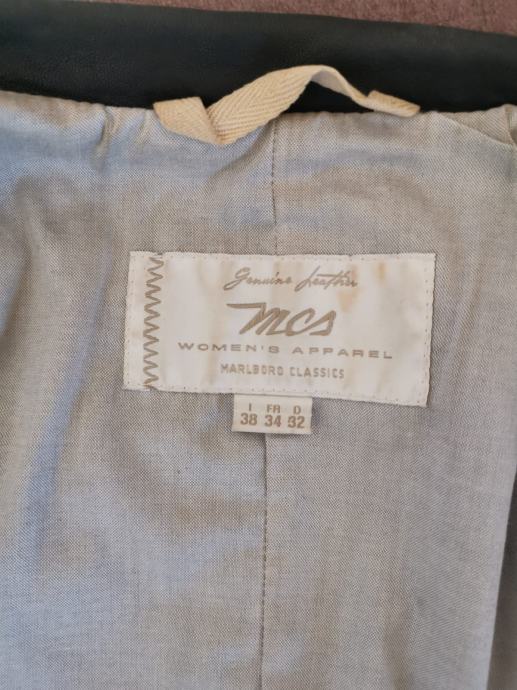 Genuine Leather
mcs
WOMEN'S APPAREL
MARLBORO CLASSICS
I FR D
38 34 32